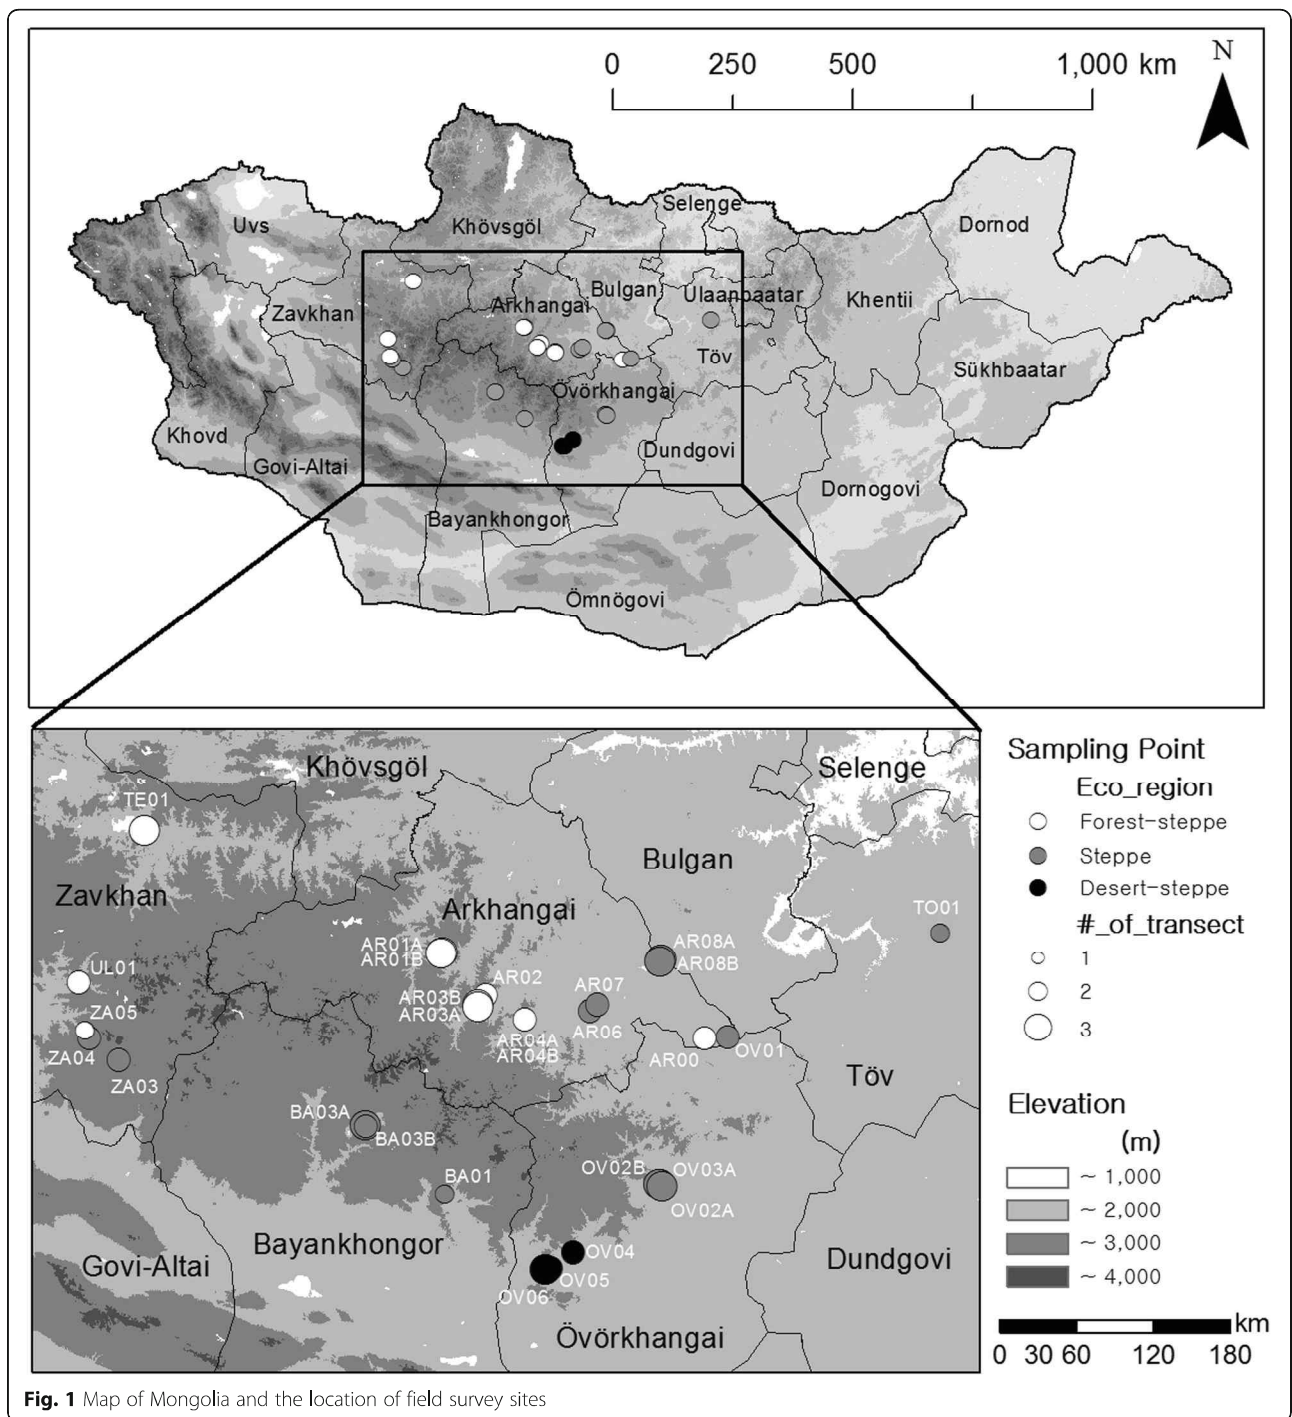 0 250 500 1,000 km
N
Uvs
Khövsgöl
Selenge
Dornod
Zavkhan
Arkhangai
Bulgan
Ulaanbaatar
Khentii
Töv
Sükhbaatar
Övörkhangai
Khovd
Govi-Altai
Dundgovi
Dornogovi
Bayankhongor
Ömnögovi
Khövsgöl
Selenge
TE01
Bulgan
Zavkhan
Arkhangai
TO01
AR01A
AR01B
AR08A
AR08B
UL01
AR02
AR07
AR03B
AR03A
ZA05
AR06
AR04A
AR04B
ZA04
AR00
OV01
ZA03
Töv
BA03A
BA03B
OV02B
OV03A
BA01
OV02A
Bayankhongor
OV04
Govi-Altai
OV05
OV06
Dundgovi
Övörkhangai
Sampling Point
Eco_region
Forest-steppe
Steppe
Desert-steppe
#_of_transect
1
2
3
Elevation
(m)
~ 1,000
~ 2,000
~ 3,000
~ 4,000
km
0 30 60 120 180
Fig. 1 Map of Mongolia and the location of field survey sites